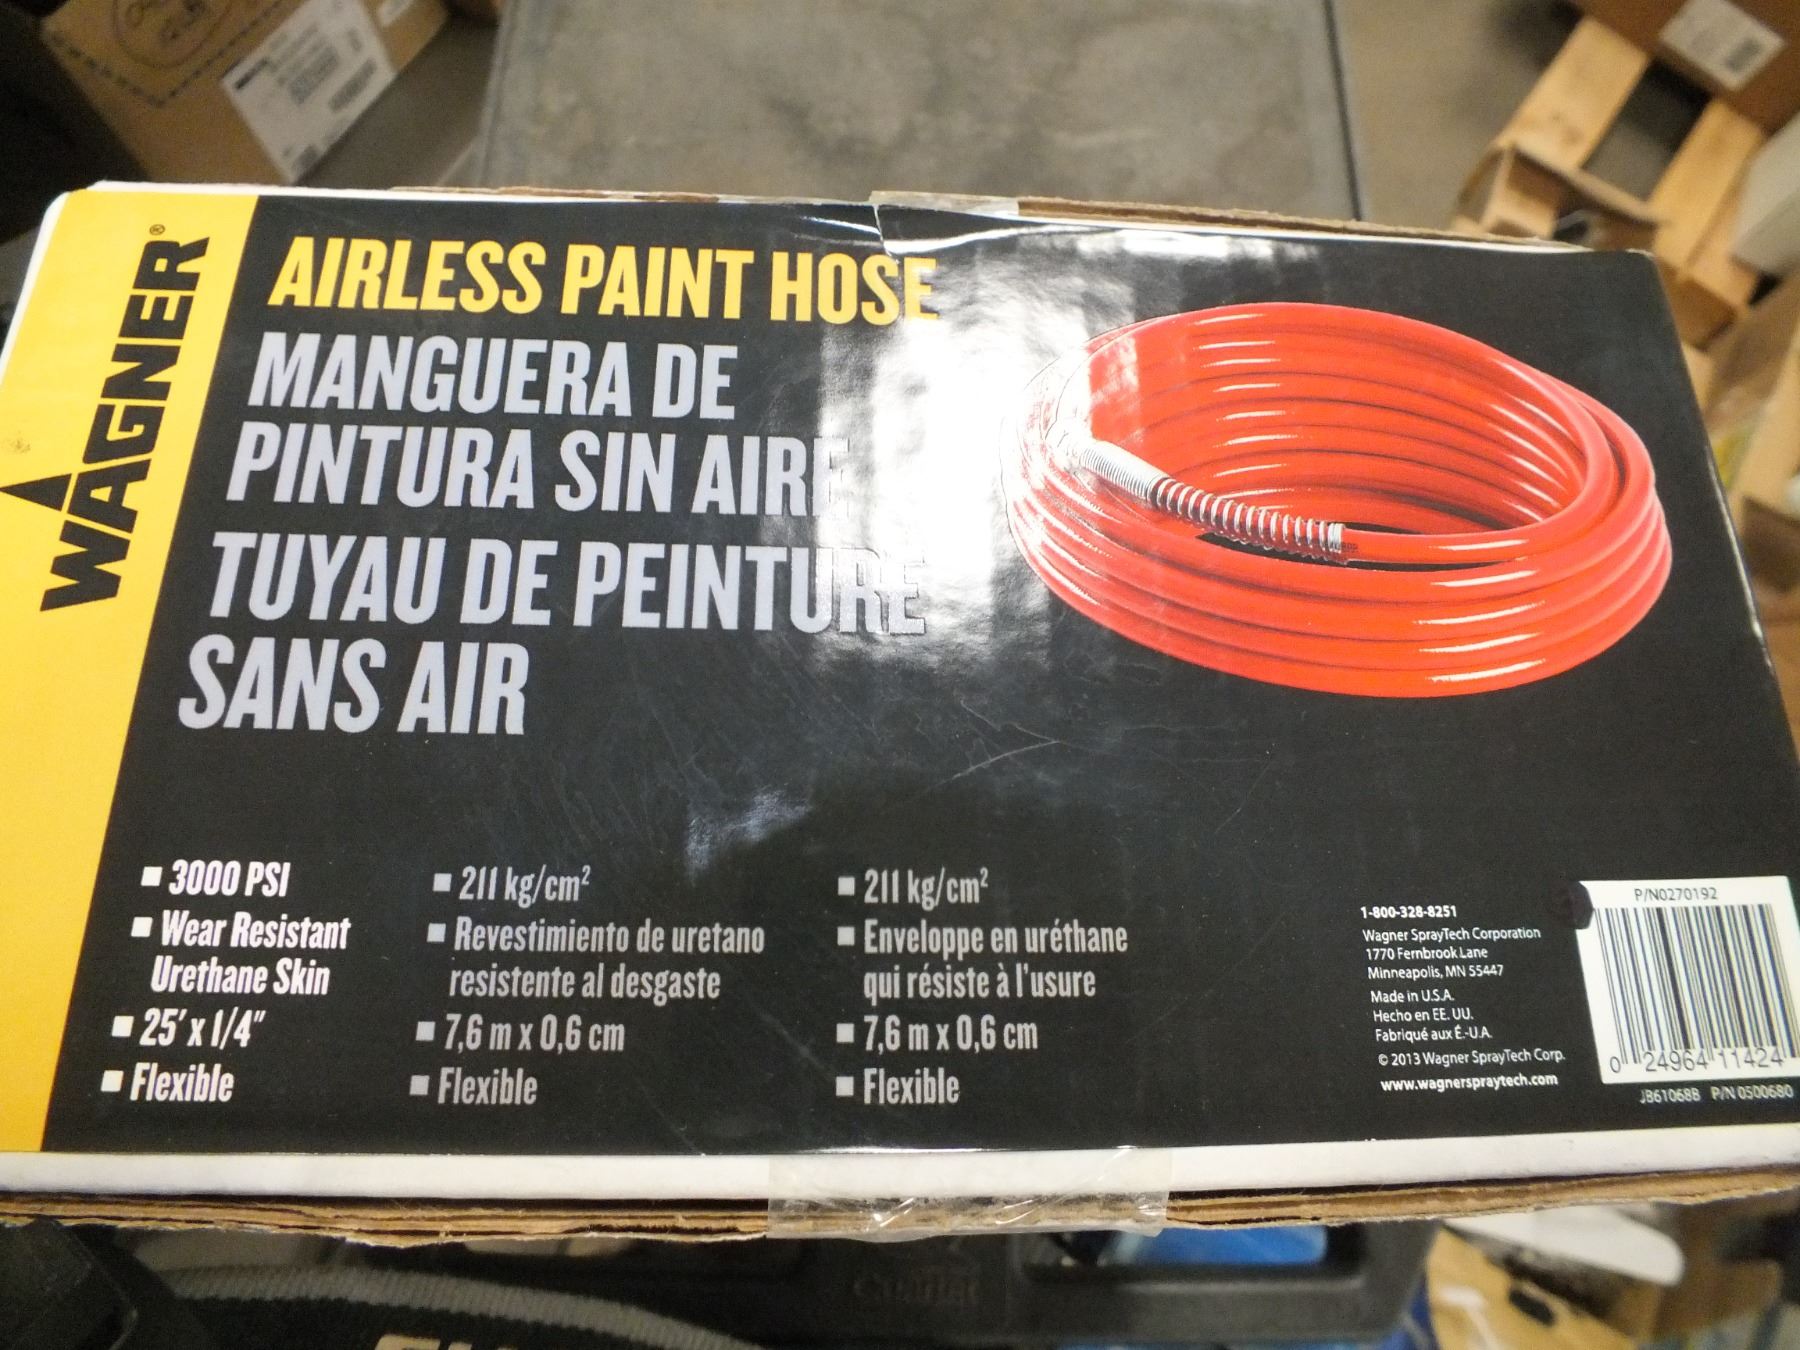 WAGNER®
AIRLESS PAINT HOSE
MANGUERA DE
PINTURA SIN AIRE
TUYAU DE PEINTURE
SANS AIR
▪ 3000 PSI
▪ Wear Resistant
Urethane Skin
▪ 25' x 1/4"
▪ Flexible
▪ 211 kg/cm²
▪ Revestimiento de uretano
resistente al desgaste
▪ 7,6 m x 0,6 cm
▪ Flexible
▪ 211 kg/cm²
▪ Enveloppe en uréthane
qui résiste à l'usure
▪ 7,6 m x 0,6 cm
▪ Flexible
1-800-328-8251
Wagner SprayTech Corporation
1770 Fernbrook Lane
Minneapolis, MN 55447
Made in U.S.A.
Hecho en EE. UU.
Fabriqué aux É.-U.A.
© 2013 Wagner SprayTech Corp.
www.wagnerspraytech.com
P/N0270192
0 24964 11424
JB61068B P/N 0500680